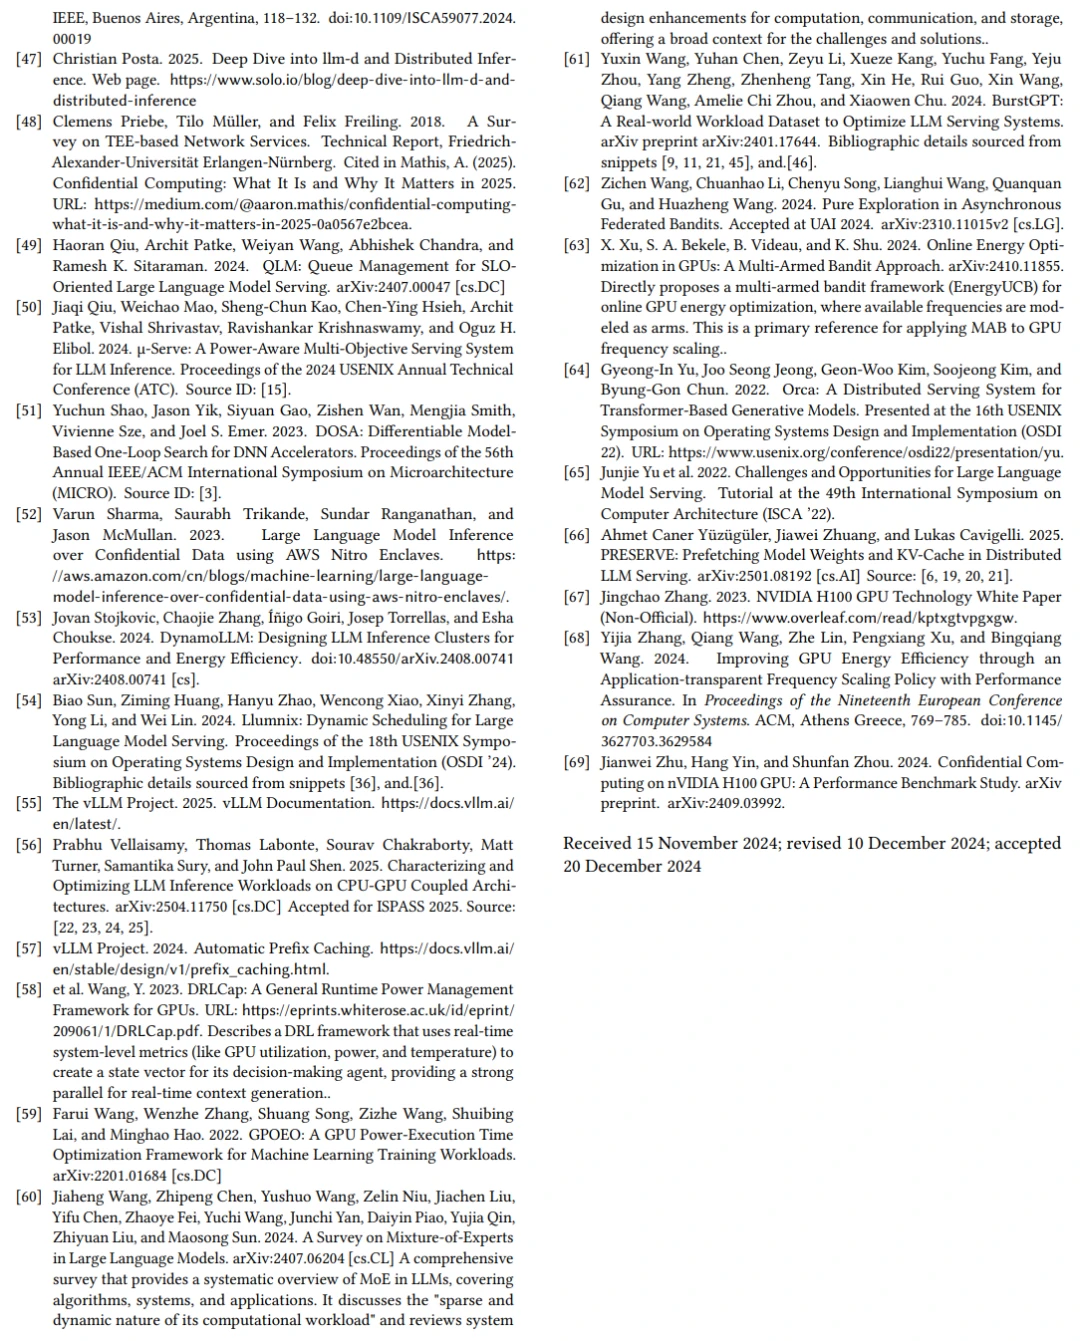 IEEE, Buenos Aires, Argentina, 118–132. doi:10.1109/ISCA59077.2024.
00019
[47] Christian Posta. 2025. Deep Dive into llm-d and Distributed Infer-
ence. Web page. https://www.solo.io/blog/deep-dive-into-llm-d-and-
distributed-inference
[48] Clemens Priebe, Tilo Müller, and Felix Freiling. 2018. A Sur-
vey on TEE-based Network Services. Technical Report, Friedrich-
Alexander-Universität Erlangen-Nürnberg. Cited in Mathis, A. (2025).
Confidential Computing: What It Is and Why It Matters in 2025.
URL: https://medium.com/@aaron.mathis/confidential-computing-
what-it-is-and-why-it-matters-in-2025-0a0567e2bcea.
[49] Haoran Qiu, Archit Patke, Weiyan Wang, Abhishek Chandra, and
Ramesh K. Sitaraman. 2024. QLM: Queue Management for SLO-
Oriented Large Language Model Serving. arXiv:2407.00047 [cs.DC]
[50] Jiaqi Qiu, Weichao Mao, Sheng-Chun Kao, Chen-Ying Hsieh, Archit
Patke, Vishal Shrivastav, Ravishankar Krishnaswamy, and Oguz H.
Elibol. 2024. µ-Serve: A Power-Aware Multi-Objective Serving System
for LLM Inference. Proceedings of the 2024 USENIX Annual Technical
Conference (ATC). Source ID: [15].
[51] Yuchun Shao, Jason Yik, Siyuan Gao, Zishen Wan, Mengjia Smith,
Vivienne Sze, and Joel S. Emer. 2023. DOSA: Differentiable Model-
Based One-Loop Search for DNN Accelerators. Proceedings of the 56th
Annual IEEE/ACM International Symposium on Microarchitecture
(MICRO). Source ID: [3].
[52] Varun Sharma, Saurabh Trikande, Sundar Ranganathan, and
Jason McMullan. 2023. Large Language Model Inference
over Confidential Data using AWS Nitro Enclaves. https:
//aws.amazon.com/cn/blogs/machine-learning/large-language-
model-inference-over-confidential-data-using-aws-nitro-enclaves/.
[53] Jovan Stojkovic, Chaojie Zhang, Íñigo Goiri, Josep Torrellas, and Esha
Choukse. 2024. DynamoLLM: Designing LLM Inference Clusters for
Performance and Energy Efficiency. doi:10.48550/arXiv.2408.00741
arXiv:2408.00741 [cs].
[54] Biao Sun, Ziming Huang, Hanyu Zhao, Wencong Xiao, Xinyi Zhang,
Yong Li, and Wei Lin. 2024. Llumnix: Dynamic Scheduling for Large
Language Model Serving. Proceedings of the 18th USENIX Sympo-
sium on Operating Systems Design and Implementation (OSDI ’24).
Bibliographic details sourced from snippets [36], and.[36].
[55] The vLLM Project. 2025. vLLM Documentation. https://docs.vllm.ai/
en/latest/.
[56] Prabhu Vellaisamy, Thomas Labonte, Sourav Chakraborty, Matt
Turner, Samantika Sury, and John Paul Shen. 2025. Characterizing and
Optimizing LLM Inference Workloads on CPU-GPU Coupled Archi-
tectures. arXiv:2504.11750 [cs.DC] Accepted for ISPASS 2025. Source:
[22, 23, 24, 25].
[57] vLLM Project. 2024. Automatic Prefix Caching. https://docs.vllm.ai/
en/stable/design/v1/prefix_caching.html.
[58] et al. Wang, Y. 2023. DRLCap: A General Runtime Power Management
Framework for GPUs. URL: https://eprints.whiterose.ac.uk/id/eprint/
209061/1/DRLCap.pdf. Describes a DRL framework that uses real-time
system-level metrics (like GPU utilization, power, and temperature) to
create a state vector for its decision-making agent, providing a strong
parallel for real-time context generation..
[59] Farui Wang, Wenzhe Zhang, Shuang Song, Zizhe Wang, Shuibing
Lai, and Minghao Hao. 2022. GPOEO: A GPU Power-Execution Time
Optimization Framework for Machine Learning Training Workloads.
arXiv:2201.01684 [cs.DC]
[60] Jiaheng Wang, Zhipeng Chen, Yushuo Wang, Zelin Niu, Jiachen Liu,
Yifu Chen, Zhaoye Fei, Yuchi Wang, Junchi Yan, Daiyin Piao, Yujia Qin,
Zhiyuan Liu, and Maosong Sun. 2024. A Survey on Mixture-of-Experts
in Large Language Models. arXiv:2407.06204 [cs.CL] A comprehensive
survey that provides a systematic overview of MoE in LLMs, covering
algorithms, systems, and applications. It discusses the "sparse and
dynamic nature of its computational workload" and reviews system
design enhancements for computation, communication, and storage,
offering a broad context for the challenges and solutions..
[61] Yuxin Wang, Yuhan Chen, Zeyu Li, Xueze Kang, Yuchu Fang, Yeju
Zhou, Yang Zheng, Zhenheng Tang, Xin He, Rui Guo, Xin Wang,
Qiang Wang, Amelie Chi Zhou, and Xiaowen Chu. 2024. BurstGPT:
A Real-world Workload Dataset to Optimize LLM Serving Systems.
arXiv preprint arXiv:2401.17644. Bibliographic details sourced from
snippets [9, 11, 21, 45], and.[46].
[62] Zichen Wang, Chuanhao Li, Chenyu Song, Lianghui Wang, Quanquan
Gu, and Huazheng Wang. 2024. Pure Exploration in Asynchronous
Federated Bandits. Accepted at UAI 2024. arXiv:2310.11015v2 [cs.LG].
[63] X. Xu, S. A. Bekele, B. Videau, and K. Shu. 2024. Online Energy Opti-
mization in GPUs: A Multi-Armed Bandit Approach. arXiv:2410.11855.
Directly proposes a multi-armed bandit framework (EnergyUCB) for
online GPU energy optimization, where available frequencies are mod-
eled as arms. This is a primary reference for applying MAB to GPU
frequency scaling..
[64] Gyeong-In Yu, Joo Seong Jeong, Geon-Woo Kim, Soojeong Kim, and
Byung-Gon Chun. 2022. Orca: A Distributed Serving System for
Transformer-Based Generative Models. Presented at the 16th USENIX
Symposium on Operating Systems Design and Implementation (OSDI
22). URL: https://www.usenix.org/conference/osdi22/presentation/yu.
[65] Junjie Yu et al. 2022. Challenges and Opportunities for Large Language
Model Serving. Tutorial at the 49th International Symposium on
Computer Architecture (ISCA ’22).
[66] Ahmet Caner Yüzügüler, Jiawei Zhuang, and Lukas Cavigelli. 2025.
PRESERVE: Prefetching Model Weights and KV-Cache in Distributed
LLM Serving. arXiv:2501.08192 [cs.AI] Source: [6, 19, 20, 21].
[67] Jingchao Zhang. 2023. NVIDIA H100 GPU Technology White Paper
(Non-Official). https://www.overleaf.com/read/kptxgtvpgxgw.
[68] Yijia Zhang, Qiang Wang, Zhe Lin, Pengxiang Xu, and Bingqiang
Wang. 2024. Improving GPU Energy Efficiency through an
Application-transparent Frequency Scaling Policy with Performance
Assurance. In Proceedings of the Nineteenth European Conference
on Computer Systems. ACM, Athens Greece, 769–785. doi:10.1145/
3627703.3629584
[69] Jianwei Zhu, Hang Yin, and Shunfan Zhou. 2024. Confidential Com-
puting on nVIDIA H100 GPU: A Performance Benchmark Study. arXiv
preprint. arXiv:2409.03992.
Received 15 November 2024; revised 10 December 2024; accepted
20 December 2024